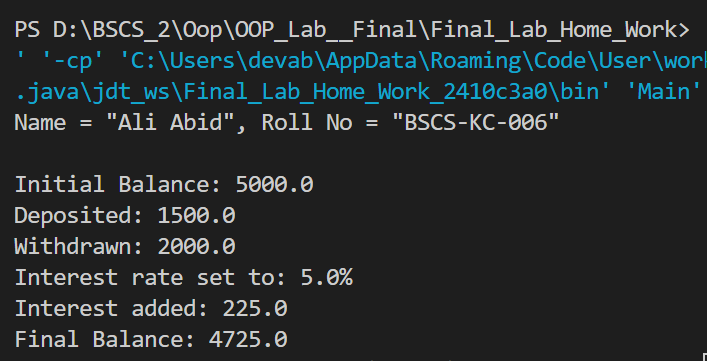 PS D:\BSCS_2\Oop\OOP_Lab__Final\Final_Lab_Home_Work>
' '-cp' 'C:\Users\devab\AppData\Roaming\Code\User\wor
.java\jdt_ws\Final_Lab_Home_Work_2410c3a0\bin' 'Main'
Name = "Ali Abid", Roll No = "BSCS-KC-006"
Initial Balance: 5000.0
Deposited: 1500.0
Withdrawn: 2000.0
Interest rate set to: 5.0%
Interest added: 225.0
Final Balance: 4725.0